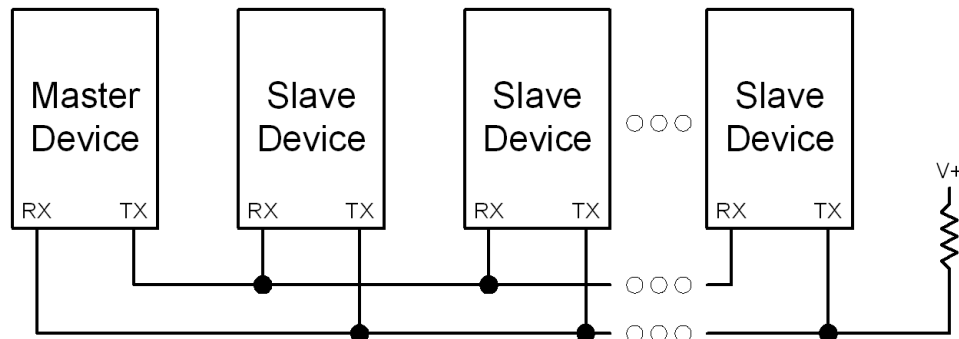 Master
Device
Slave
Device
Slave
Device
Slave
Device
RX TX
RX TX
RX TX
RX TX
V+